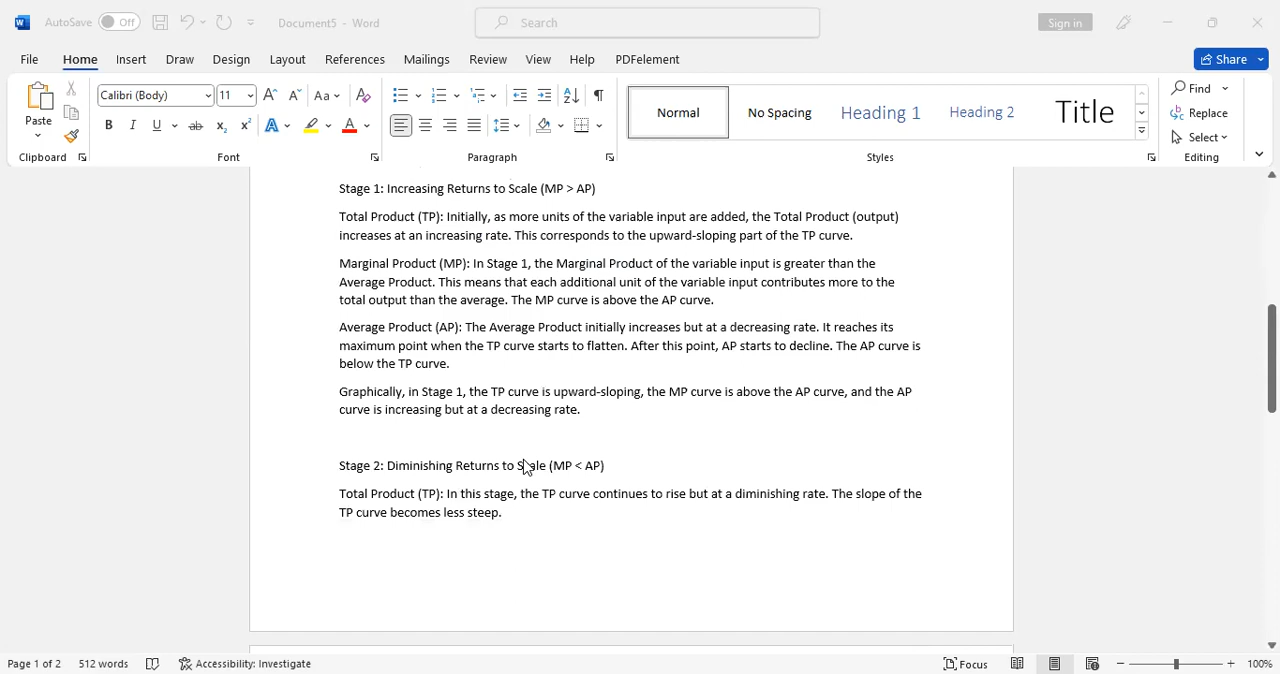 AutoSave Off Document5 - Word Search Sign in
File Home Insert Draw Design Layout References Mailings Review View Help PDFelement Share
Paste Calibri (Body) 11 Aa Normal No Spacing Heading 1 Heading 2 Title Find
B I U ab x₂ x² A A Replace
Select
Clipboard Font Paragraph Styles Editing
Stage 1: Increasing Returns to Scale (MP > AP)
Total Product (TP): Initially, as more units of the variable input are added, the Total Product (output)
increases at an increasing rate. This corresponds to the upward-sloping part of the TP curve.
Marginal Product (MP): In Stage 1, the Marginal Product of the variable input is greater than the
Average Product. This means that each additional unit of the variable input contributes more to the
total output than the average. The MP curve is above the AP curve.
Average Product (AP): The Average Product initially increases but at a decreasing rate. It reaches its
maximum point when the TP curve starts to flatten. After this point, AP starts to decline. The AP curve is
below the TP curve.
Graphically, in Stage 1, the TP curve is upward-sloping, the MP curve is above the AP curve, and the AP
curve is increasing but at a decreasing rate.
Stage 2: Diminishing Returns to Scale (MP < AP)
Total Product (TP): In this stage, the TP curve continues to rise but at a diminishing rate. The slope of the
TP curve becomes less steep.
Page 1 of 2 512 words Accessibility: Investigate Focus 100%